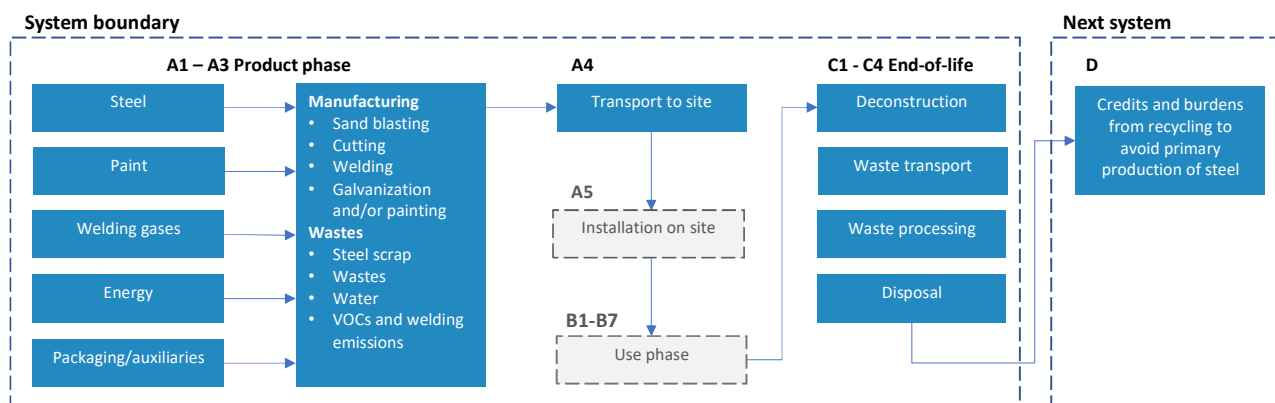 System boundary
Next system
A1 – A3 Product phase
A4
C1 - C4 End-of-life
D
Steel
Paint
Welding gases
Energy
Packaging/auxiliaries
Manufacturing
• Sand blasting
• Cutting
• Welding
• Galvanization
and/or painting
Wastes
• Steel scrap
• Wastes
• Water
• VOCs and welding
emissions
Transport to site
A5
Installation on site
B1-B7
Use phase
Deconstruction
Waste transport
Waste processing
Disposal
Credits and burdens
from recycling to
avoid primary
production of steel